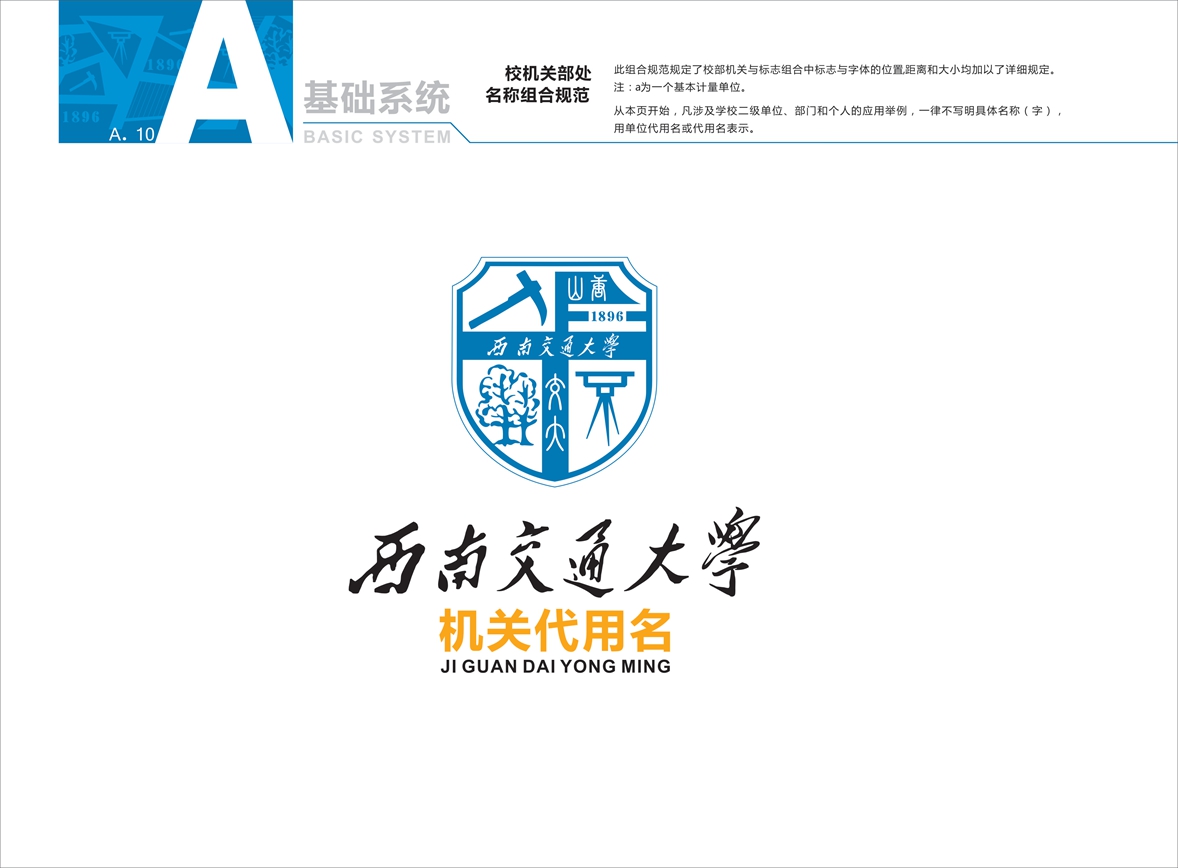 1896
1896
A. 10
A
基础系统
BASIC SYSTEM
校机关部处
名称组合规范
此组合规范规定了校部机关与标志组合中标志与字体的位置,距离和大小均加以了详细规定。
注：a为一个基本计量单位。
从本页开始，凡涉及学校二级单位、部门和个人的应用举例，一律不写明具体名称（字），
用单位代用名或代用名表示。
山唐
1896
西南交通大學
交
大
西南交通大學
机关代用名
JI GUAN DAI YONG MING